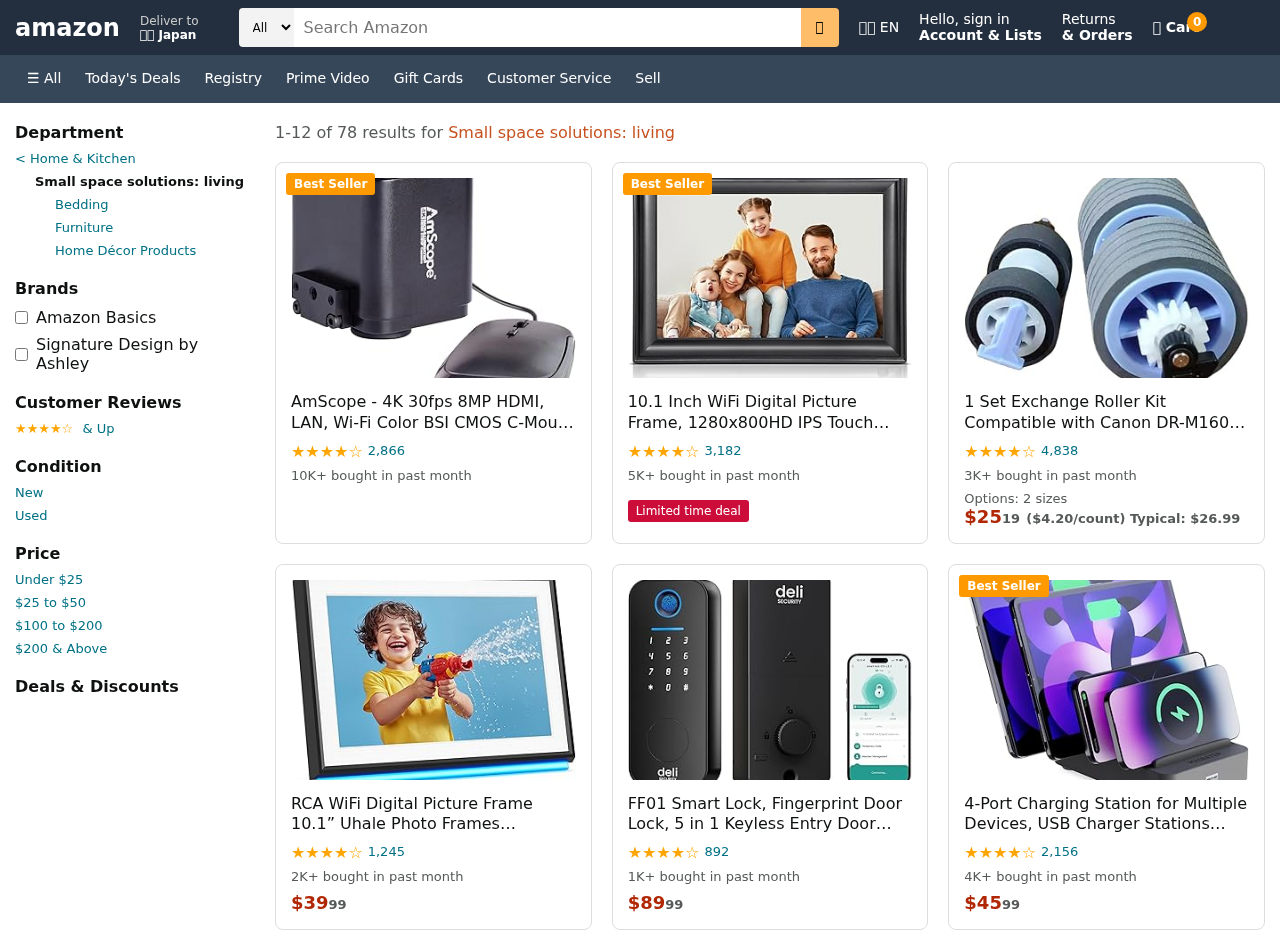 amazon
Deliver to
Japan
All
Search Amazon
EN
Hello, sign in
Account & Lists
Returns
& Orders
0
☰ All
Today's Deals
Registry
Prime Video
Gift Cards
Customer Service
Sell
Department
< Home & Kitchen
Small space solutions: living
Bedding
Furniture
Home Décor Products
Brands
Amazon Basics
Signature Design by
Ashley
Customer Reviews
★★★★☆ & Up
Condition
New
Used
Price
Under $25
$25 to $50
$100 to $200
$200 & Above
Deals & Discounts
1-12 of 78 results for Small space solutions: living
Best Seller
AmScope
AmScope - 4K 30fps 8MP HDMI,
LAN, Wi-Fi Color BSI CMOS C-Mou…
★★★★☆ 2,866
10K+ bought in past month
Best Seller
10.1 Inch WiFi Digital Picture
Frame, 1280x800HD IPS Touch…
★★★★☆ 3,182
5K+ bought in past month
Limited time deal
1 Set Exchange Roller Kit
Compatible with Canon DR-M160…
★★★★☆ 4,838
3K+ bought in past month
Options: 2 sizes
$25 19 ($4.20/count) Typical: $26.99
RCA WiFi Digital Picture Frame
10.1” Uhale Photo Frames…
★★★★☆ 1,245
2K+ bought in past month
$39 99
deli
SECURITY
1 2 3
4 5 6
7 8 9
* 0 #
deli
FF01 Smart Lock, Fingerprint Door
Lock, 5 in 1 Keyless Entry Door…
★★★★☆ 892
1K+ bought in past month
$89 99
Best Seller
4-Port Charging Station for Multiple
Devices, USB Charger Stations…
★★★★☆ 2,156
4K+ bought in past month
$45 99